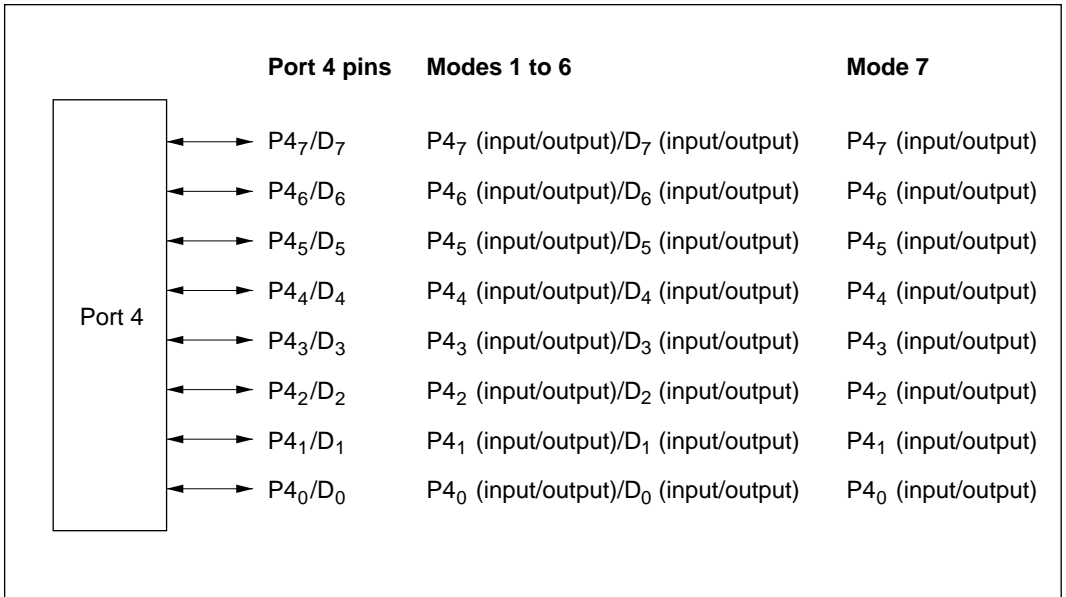 Port 4 pins Modes 1 to 6 Mode 7
P4₇/D₇ P4₇ (input/output)/D₇ (input/output) P4₇ (input/output)
P4₆/D₆ P4₆ (input/output)/D₆ (input/output) P4₆ (input/output)
P4₅/D₅ P4₅ (input/output)/D₅ (input/output) P4₅ (input/output)
P4₄/D₄ P4₄ (input/output)/D₄ (input/output) P4₄ (input/output)
Port 4
P4₃/D₃ P4₃ (input/output)/D₃ (input/output) P4₃ (input/output)
P4₂/D₂ P4₂ (input/output)/D₂ (input/output) P4₂ (input/output)
P4₁/D₁ P4₁ (input/output)/D₁ (input/output) P4₁ (input/output)
P4₀/D₀ P4₀ (input/output)/D₀ (input/output) P4₀ (input/output)